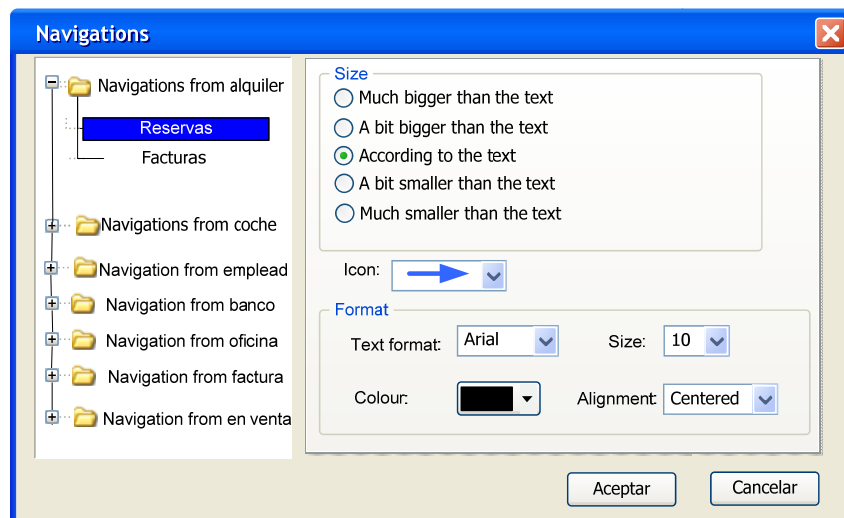 Navigations
Navigations from alquiler
Reservas
Facturas
Navigations from coche
Navigation from emplead
Navigation from banco
Navigation from oficina
Navigation from factura
Navigation from en venta
Size
Much bigger than the text
A bit bigger than the text
According to the text
A bit smaller than the text
Much smaller than the text
Icon:
Format
Text format: Arial Size: 10
Colour: Alignment: Centered
Aceptar Cancelar